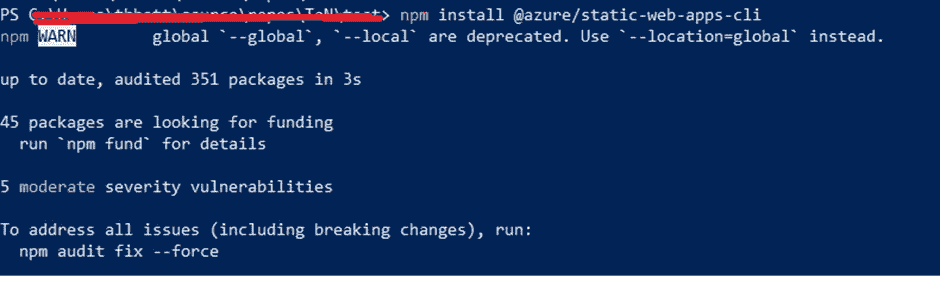 PS C:\ > npm install @azure/static-web-apps-cli
npm WARN global `--global`, `--local` are deprecated. Use `--location=global` instead.
up to date, audited 351 packages in 3s
45 packages are looking for funding
run `npm fund` for details
5 moderate severity vulnerabilities
To address all issues (including breaking changes), run:
npm audit fix --force